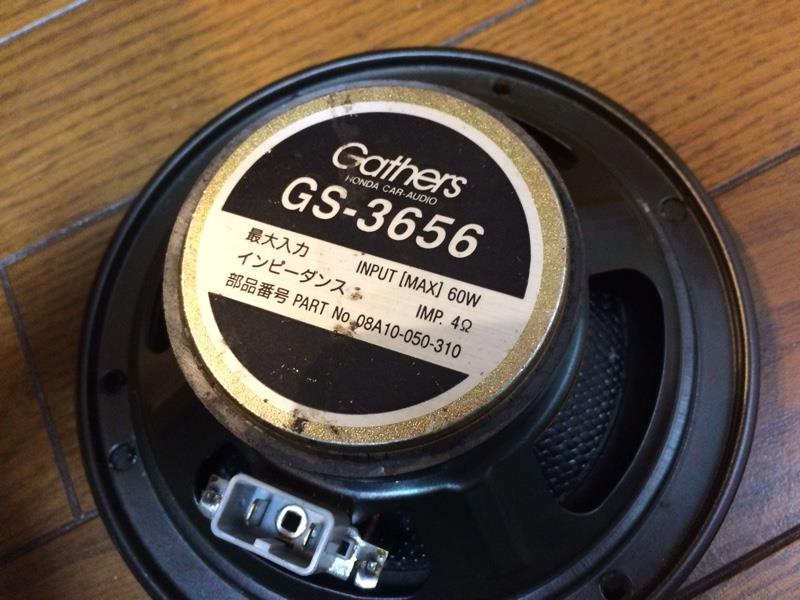 Gathers
HONDA CAR-AUDIO
GS-3656
最大入力 INPUT [MAX] 60W
インピーダンス IMP. 4Ω
部品番号 PART No. 08A10-050-310